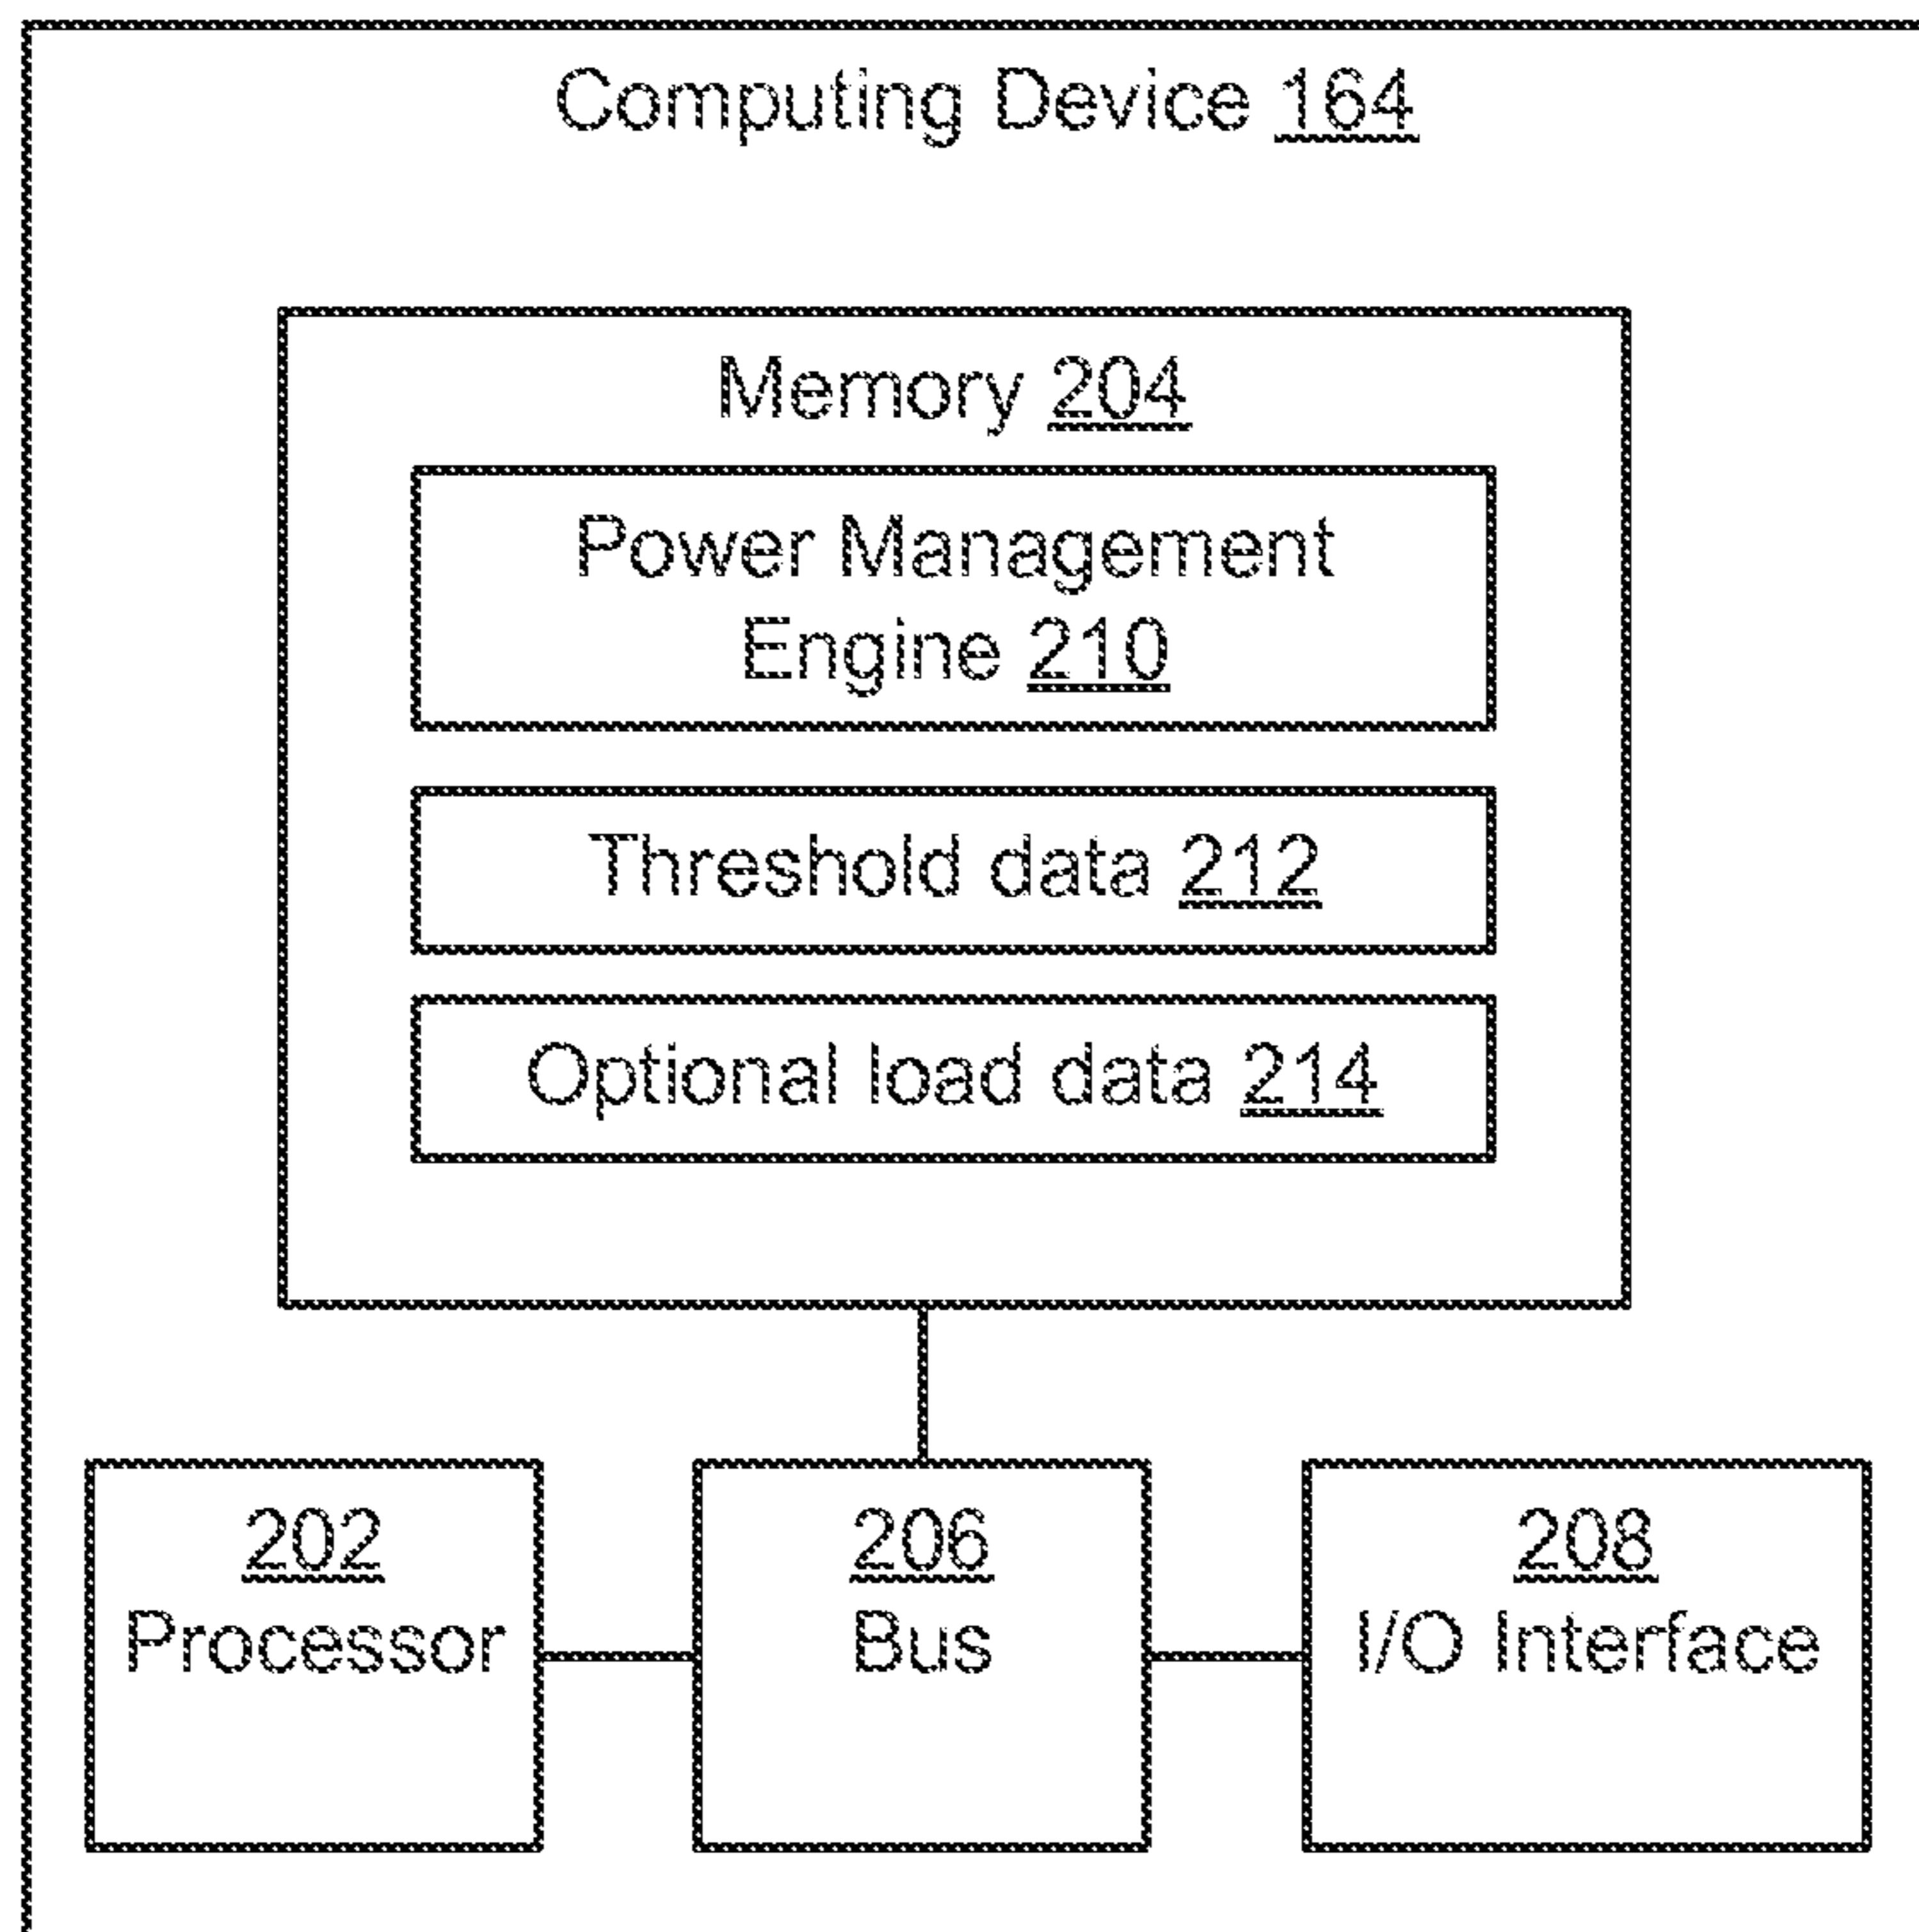 Computing Device 164
Memory 204
Power Management
Engine 210
Threshold data 212
Optional load data 214
202
Processor
206
Bus
208
I/O Interface